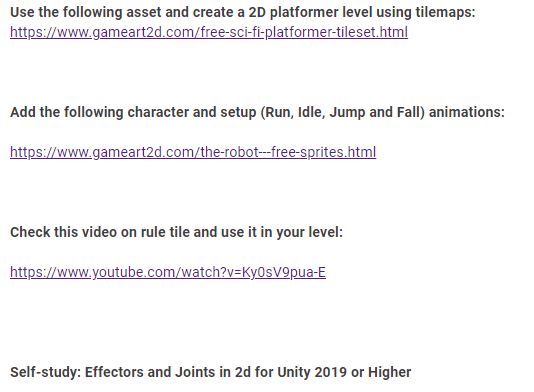 Use the following asset and create a 2D platformer level using tilemaps:
https://www.gameart2d.com/free-sci-fi-platformer-tileset.html
Add the following character and setup (Run, Idle, Jump and Fall) animations:
https://www.gameart2d.com/the-robot---free-sprites.html
Check this video on rule tile and use it in your level:
https://www.youtube.com/watch?v=Ky0sV9pua-E
Self-study: Effectors and Joints in 2d for Unity 2019 or Higher